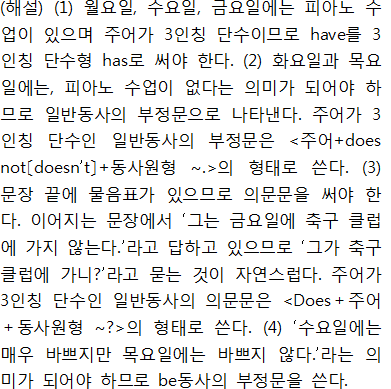 (해설) (1) 월요일, 수요일, 금요일에는 피아노 수
업이 있으며 주어가 3인칭 단수이므로 have를 3
인칭 단수형 has로 써야 한다. (2) 화요일과 목요
일에는, 피아노 수업이 없다는 의미가 되어야 하
므로 일반동사의 부정문으로 나타낸다. 주어가 3
인칭 단수인 일반동사의 부정문은 <주어+does
not[doesn’t]+동사원형 ~.>의 형태로 쓴다. (3)
문장 끝에 물음표가 있으므로 의문문을 써야 한
다. 이어지는 문장에서 ‘그는 금요일에 축구 클럽
에 가지 않는다.’라고 답하고 있으므로 ‘그가 축구
클럽에 가니?’라고 묻는 것이 자연스럽다. 주어가
3인칭 단수인 일반동사의 의문문은 <Does+주어
+동사원형 ~?>의 형태로 쓴다. (4) ‘수요일에는
매우 바쁘지만 목요일에는 바쁘지 않다.’라는 의
미가 되어야 하므로 be동사의 부정문을 쓴다.